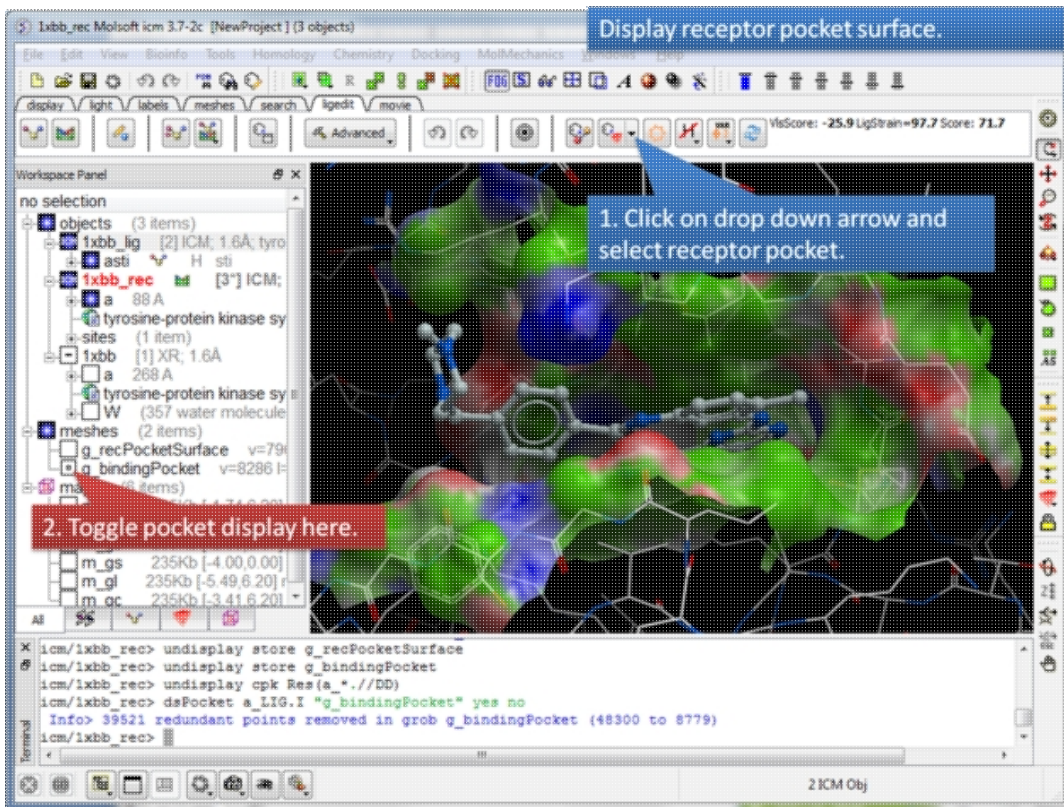 1xbb_rec Molsoft icm 3.7-2c [NewProject ] (3 objects)
Display receptor pocket surface.
File Edit View Bioinfo Tools Homology Chemistry Docking MolMechanics Windows Help
display light labels meshes search ligedit movie
Advanced
VlsScore: -25.9 LigStrain=97.7 Score: 71.7
Workspace Panel
no selection
objects (3 items)
1xbb_lig [2] ICM; 1.6Å; tyro
asti H sti
1xbb_rec [3*] ICM;
a 88 A
tyrosine-protein kinase sy
sites (1 item)
1xbb [1] XR; 1.6Å
a 268 A
tyrosine-protein kinase sy
W (357 water molecule
meshes (2 items)
g_recPocketSurface v=790
g_bindingPocket v=8286 l=
(6 items)
1. Click on drop down arrow and
select receptor pocket.
2. Toggle pocket display here.
m_gs 235Kb [-4.00,0.00]
m_gl 235Kb [-5.49,6.20] r
m_gc 235Kb [-3.41,6.20]
All
Terminal
icm/1xbb_rec> undisplay store g_recPocketSurface
icm/1xbb_rec> undisplay store g_bindingPocket
icm/1xbb_rec> undisplay cpk Res(a_*.//DD)
icm/1xbb_rec> dsPocket a_LIG.I "g_bindingPocket" yes no
Info> 39521 redundant points removed in grob g_bindingPocket (48300 to 8779)
icm/1xbb_rec>
2 ICM Obj